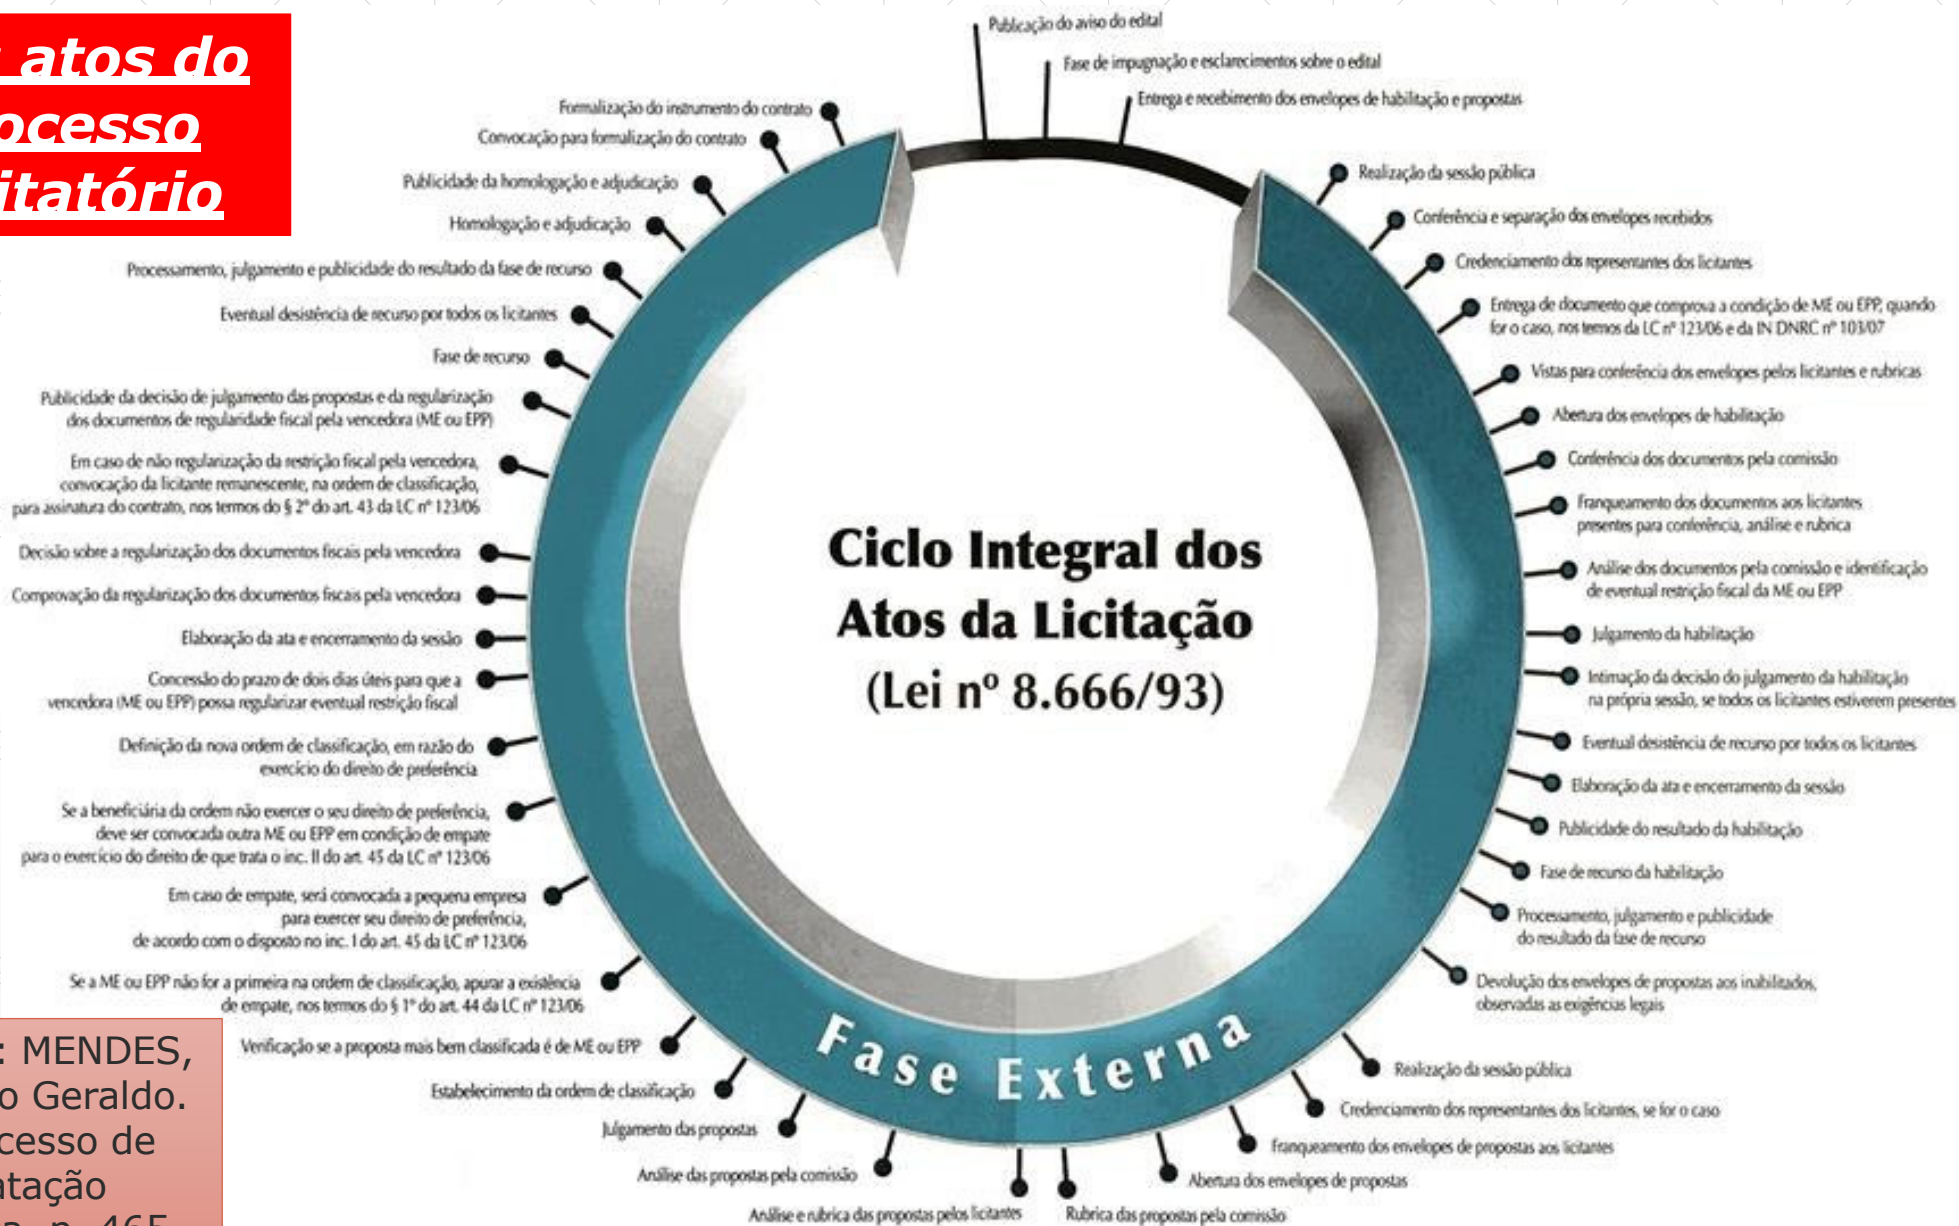 atos do
itatório
Publicação do aviso do edital
Fase de impugnação e esclarecimentos sobre o edital
Entrega e recebimento dos envelopes de habilitação e propostas
Realização da sessão pública
Conferência e separação dos envelopes recebidos
Credenciamento dos representantes dos licitantes
Entrega de documento que comprova a condição de ME ou EPP, quando
for o caso, nos termos da LC nº 123/06 e da IN DNRC nº 103/07
Vistas para conferência dos envelopes pelos licitantes e rubricas
Abertura dos envelopes de habilitação
Conferência dos documentos pela comissão
Franqueamento dos documentos aos licitantes
presentes para conferência, análise e rubrica
Análise dos documentos pela comissão e identificação
de eventual restrição fiscal da ME ou EPP
Julgamento da habilitação
Intimação da decisão do julgamento da habilitação
na própria sessão, se todos os licitantes estiverem presentes
Eventual desistência de recurso por todos os licitantes
Elaboração da ata e encerramento da sessão
Publicidade do resultado da habilitação
Fase de recurso da habilitação
Processamento, julgamento e publicidade
do resultado da fase de recurso
Devolução dos envelopes de propostas aos inabilitados,
observadas as exigências legais
Realização da sessão pública
Credenciamento dos representantes dos licitantes, se for o caso
Franqueamento dos envelopes de propostas aos licitantes
Abertura dos envelopes de propostas
Rubrica das propostas pela comissão
Análise e rubrica das propostas pelos licitantes
Análise das propostas pela comissão
Julgamento das propostas
Estabelecimento da ordem de classificação
Verificação se a proposta mais bem classificada é de ME ou EPP
Se a ME ou EPP não for a primeira na ordem de classificação, apurar a existência
de empate, nos termos do § 1º do art. 44 da LC nº 123/06
Em caso de empate, será convocada a pequena empresa
para exercer seu direito de preferência,
de acordo com o disposto no inc. I do art. 45 da LC nº 123/06
Se a beneficiária da ordem não exercer o seu direito de preferência,
deve ser convocada outra ME ou EPP em condição de empate
para o exercício do direito de que trata o inc. II do art. 45 da LC nº 123/06
Definição da nova ordem de classificação, em razão do
exercício do direito de preferência
Concessão do prazo de dois dias úteis para que a
vencedora (ME ou EPP) possa regularizar eventual restrição fiscal
Elaboração da ata e encerramento da sessão
Comprovação da regularização dos documentos fiscais pela vencedora
Decisão sobre a regularização dos documentos fiscais pela vencedora
Em caso de não regularização da restrição fiscal pela vencedora,
convocação da licitante remanescente, na ordem de classificação,
para assinatura do contrato, nos termos do § 2º do art. 43 da LC nº 123/06
Publicidade da decisão de julgamento das propostas e da regularização
dos documentos de regularidade fiscal pela vencedora (ME ou EPP)
Fase de recurso
Eventual desistência de recurso por todos os licitantes
Processamento, julgamento e publicidade do resultado da fase de recurso
Homologação e adjudicação
Publicidade da homologação e adjudicação
Convocação para formalização do contrato
Formalização do instrumento do contrato
Ciclo Integral dos
Atos da Licitação
(Lei nº 8.666/93)
Fase Externa
: MENDES,
o Geraldo.
cesso de
atação
a, p. 465